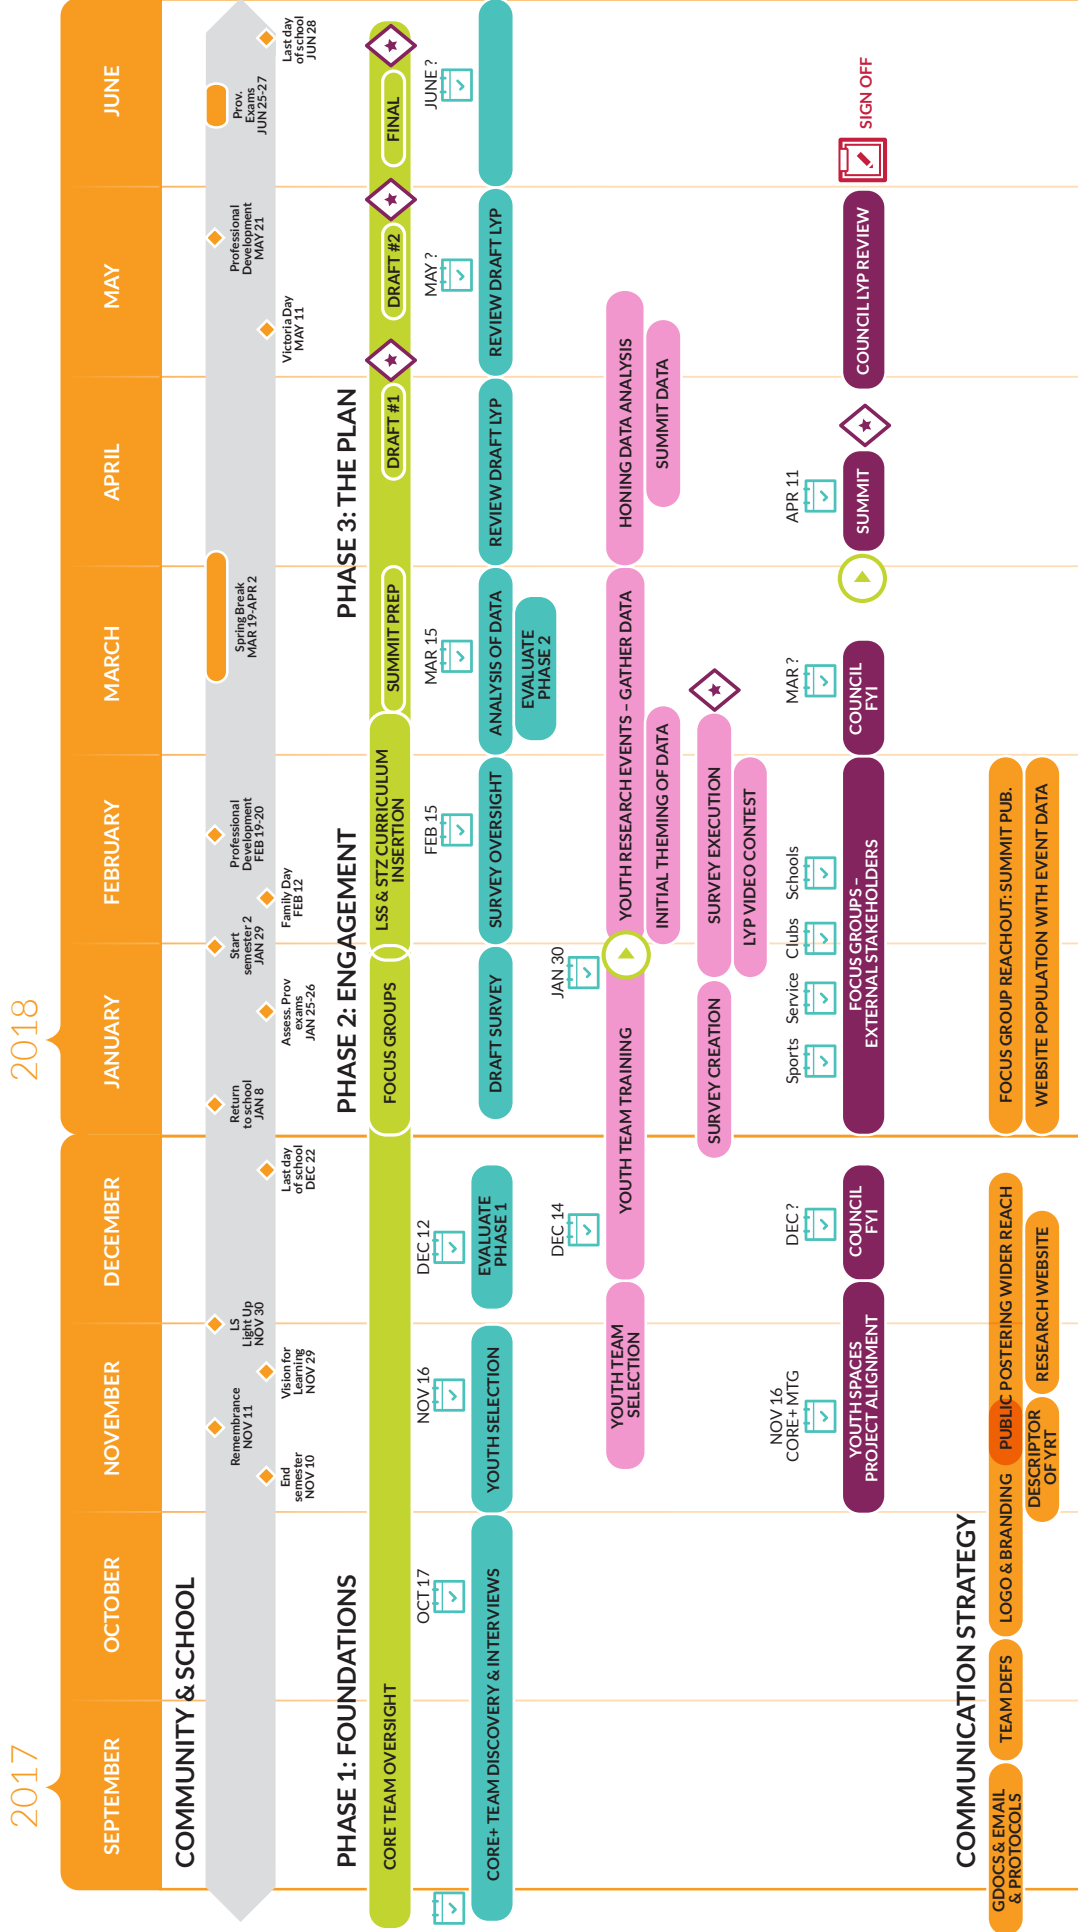 2017
2018
SEPTEMBER
OCTOBER
NOVEMBER
DECEMBER
JANUARY
FEBRUARY
MARCH
APRIL
MAY
JUNE
COMMUNITY & SCHOOL
Remembrance
NOV 11
LS
Light Up
NOV 30
Return
to school
JAN 8
Start
semester 2
JAN 29
Professional
Development
FEB 19-20
Spring Break
MAR 19-APR 2
Professional
Development
MAY 21
Prov.
Exams
JUN 25-27
End
semester
NOV 10
Vision for
Learning
NOV 29
Last day
of school
DEC 22
Assess. Prov
exams
JAN 25-26
Family Day
FEB 12
Victoria Day
MAY 11
Last day
of school
JUN 28
PHASE 1: FOUNDATIONS
PHASE 2: ENGAGEMENT
PHASE 3: THE PLAN
CORE TEAM OVERSIGHT
FOCUS GROUPS
LSS & STZ CURRICULUM
INSERTION
SUMMIT PREP
DRAFT #1
DRAFT #2
FINAL
OCT 17
NOV 16
DEC 12
FEB 15
MAR 15
MAY ?
JUNE ?
CORE+ TEAM DISCOVERY & INTERVIEWS
YOUTH SELECTION
EVALUATE
PHASE 1
DRAFT SURVEY
SURVEY OVERSIGHT
ANALYSIS OF DATA
REVIEW DRAFT LYP
REVIEW DRAFT LYP
EVALUATE
PHASE 2
DEC 14
JAN 30
YOUTH TEAM
SELECTION
YOUTH TEAM TRAINING
YOUTH RESEARCH EVENTS – GATHER DATA
HONING DATA ANALYSIS
INITIAL THEMING OF DATA
SUMMIT DATA
SURVEY CREATION
SURVEY EXECUTION
LYP VIDEO CONTEST
NOV 16
CORE+ MTG
DEC ?
Sports
Service
Clubs
Schools
MAR ?
APR 11
YOUTH SPACES
PROJECT ALIGNMENT
COUNCIL
FYI
FOCUS GROUPS –
EXTERNAL STAKEHOLDERS
COUNCIL
FYI
SUMMIT
COUNCIL LYP REVIEW
SIGN OFF
COMMUNICATION STRATEGY
GDOCS & EMAIL
& PROTOCOLS
TEAM DEFS
LOGO & BRANDING
PUBLIC POSTERING WIDER REACH
FOCUS GROUP REACHOUT: SUMMIT PUB.
DESCRIPTOR
OF YRT
RESEARCH WEBSITE
WEBSITE POPULATION WITH EVENT DATA